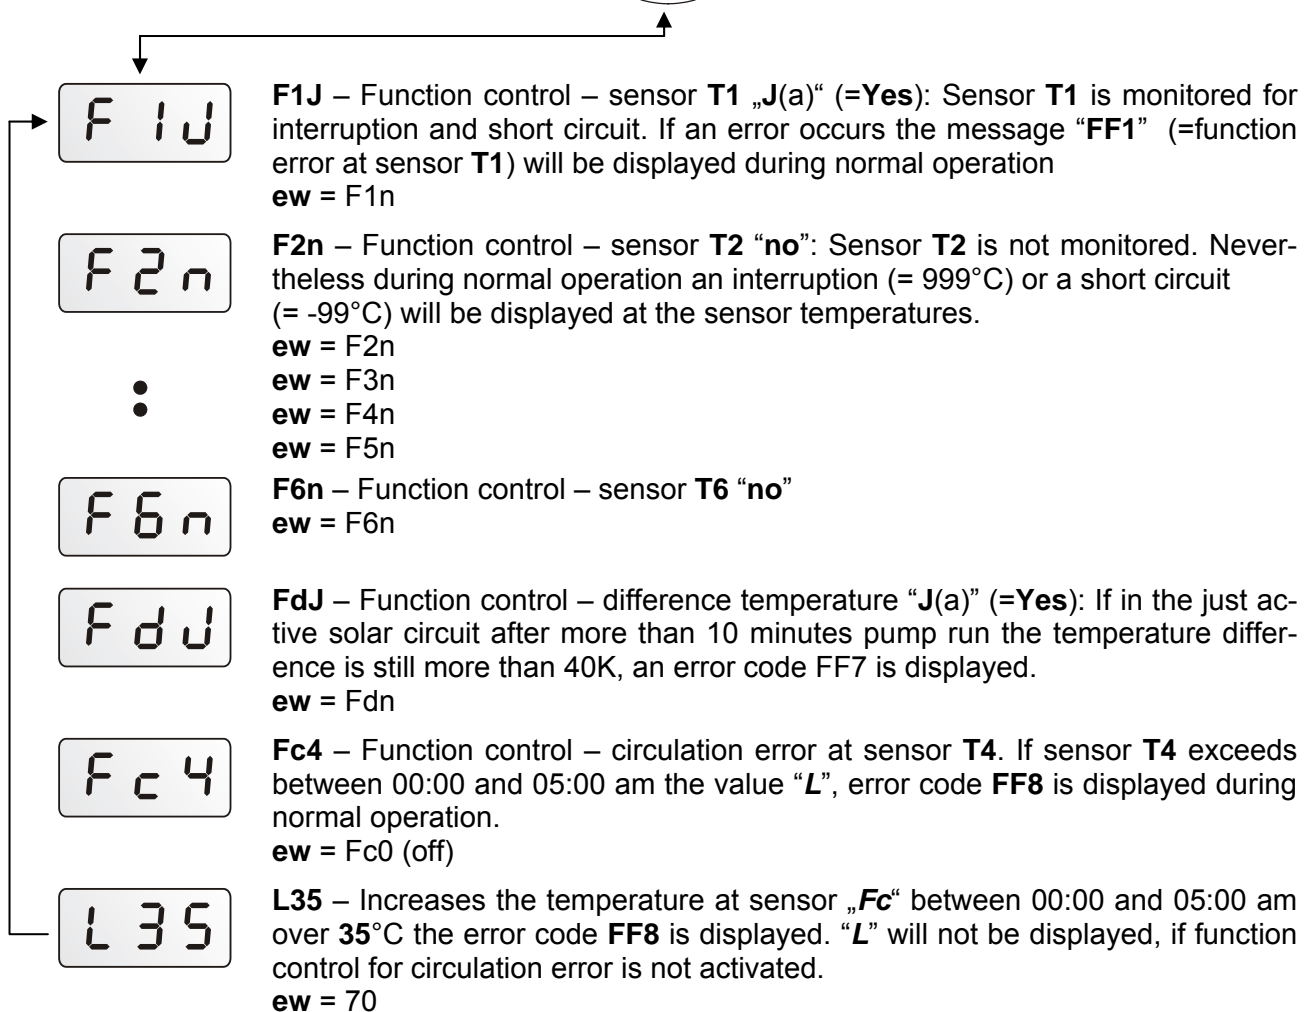 F1J
F1J – Function control – sensor T1 „J(a)“ (=Yes): Sensor T1 is monitored for
interruption and short circuit. If an error occurs the message “FF1” (=function
error at sensor T1) will be displayed during normal operation
ew = F1n
F2n
F2n – Function control – sensor T2 “no”: Sensor T2 is not monitored. Never-
theless during normal operation an interruption (= 999°C) or a short circuit
(= -99°C) will be displayed at the sensor temperatures.
ew = F2n
ew = F3n
ew = F4n
ew = F5n
F6n
F6n – Function control – sensor T6 “no”
ew = F6n
FdJ
FdJ – Function control – difference temperature “J(a)” (=Yes): If in the just ac-
tive solar circuit after more than 10 minutes pump run the temperature differ-
ence is still more than 40K, an error code FF7 is displayed.
ew = Fdn
Fc4
Fc4 – Function control – circulation error at sensor T4. If sensor T4 exceeds
between 00:00 and 05:00 am the value “L”, error code FF8 is displayed during
normal operation.
ew = Fc0 (off)
L35
L35 – Increases the temperature at sensor „Fc“ between 00:00 and 05:00 am
over 35°C the error code FF8 is displayed. “L” will not be displayed, if function
control for circulation error is not activated.
ew = 70